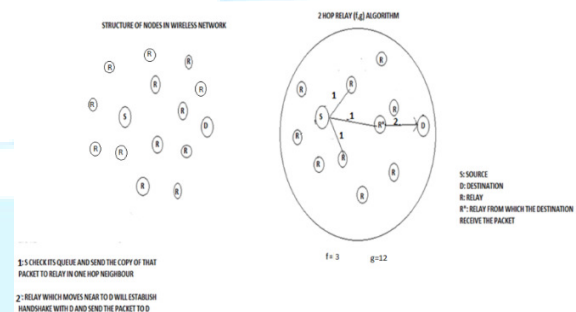 STRUCTURE OF NODES IN WIRELESS NETWORK
R
R
R
R
R
R
R
S
D
R
R
R
R
R
R
1:S CHECK ITS QUEUE AND SEND THE COPY OF THAT
PACKET TO RELAY IN ONE HOP NEIGHBOUR
2:RELAY WHICH MOVES NEAR TO D WILL ESTABLISH
HANDSHAKE WITH D AND SEND THE PACKET TO D
2 HOP RELAY (f,g) ALGORITHM
R
R
R
1
R
S
1
R*
2
D
R
1
R
R
R
R
f= 3 g=12
S: SOURCE
D: DESTINATION
R: RELAY
R*: RELAY FROM WHICH THE DESTINATION
RECEIVE THE PACKET